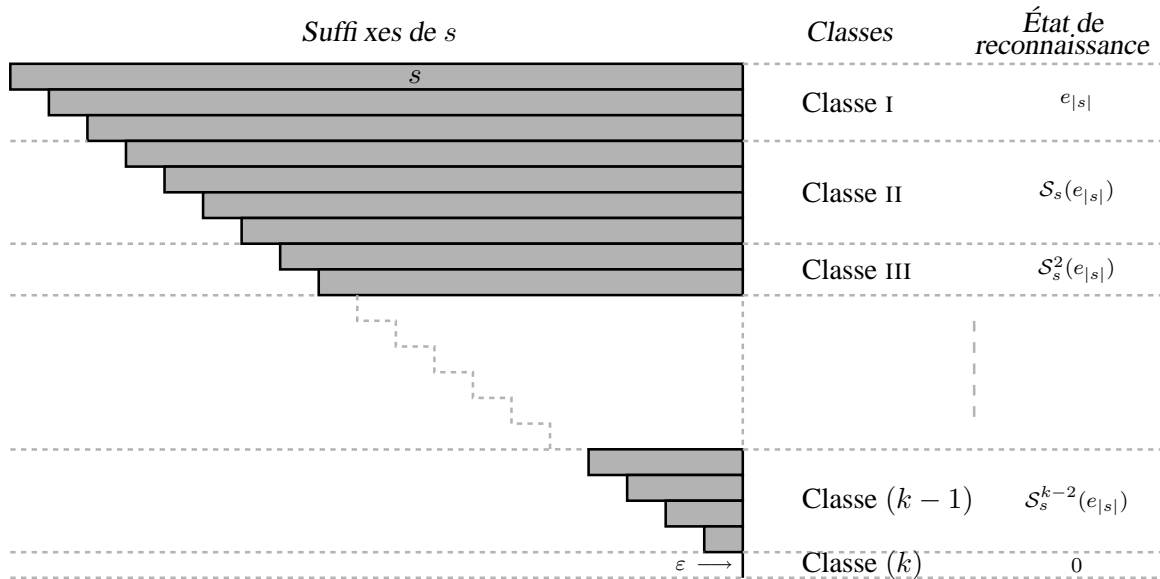 Suffi xes de s
Classes
État de
reconnaissance
s
Classe I
e_{|s|}
Classe II
𝒮_s(e_{|s|})
Classe III
𝒮_s^2(e_{|s|})
Classe (k − 1)
𝒮_s^{k−2}(e_{|s|})
ε →
Classe (k)
0